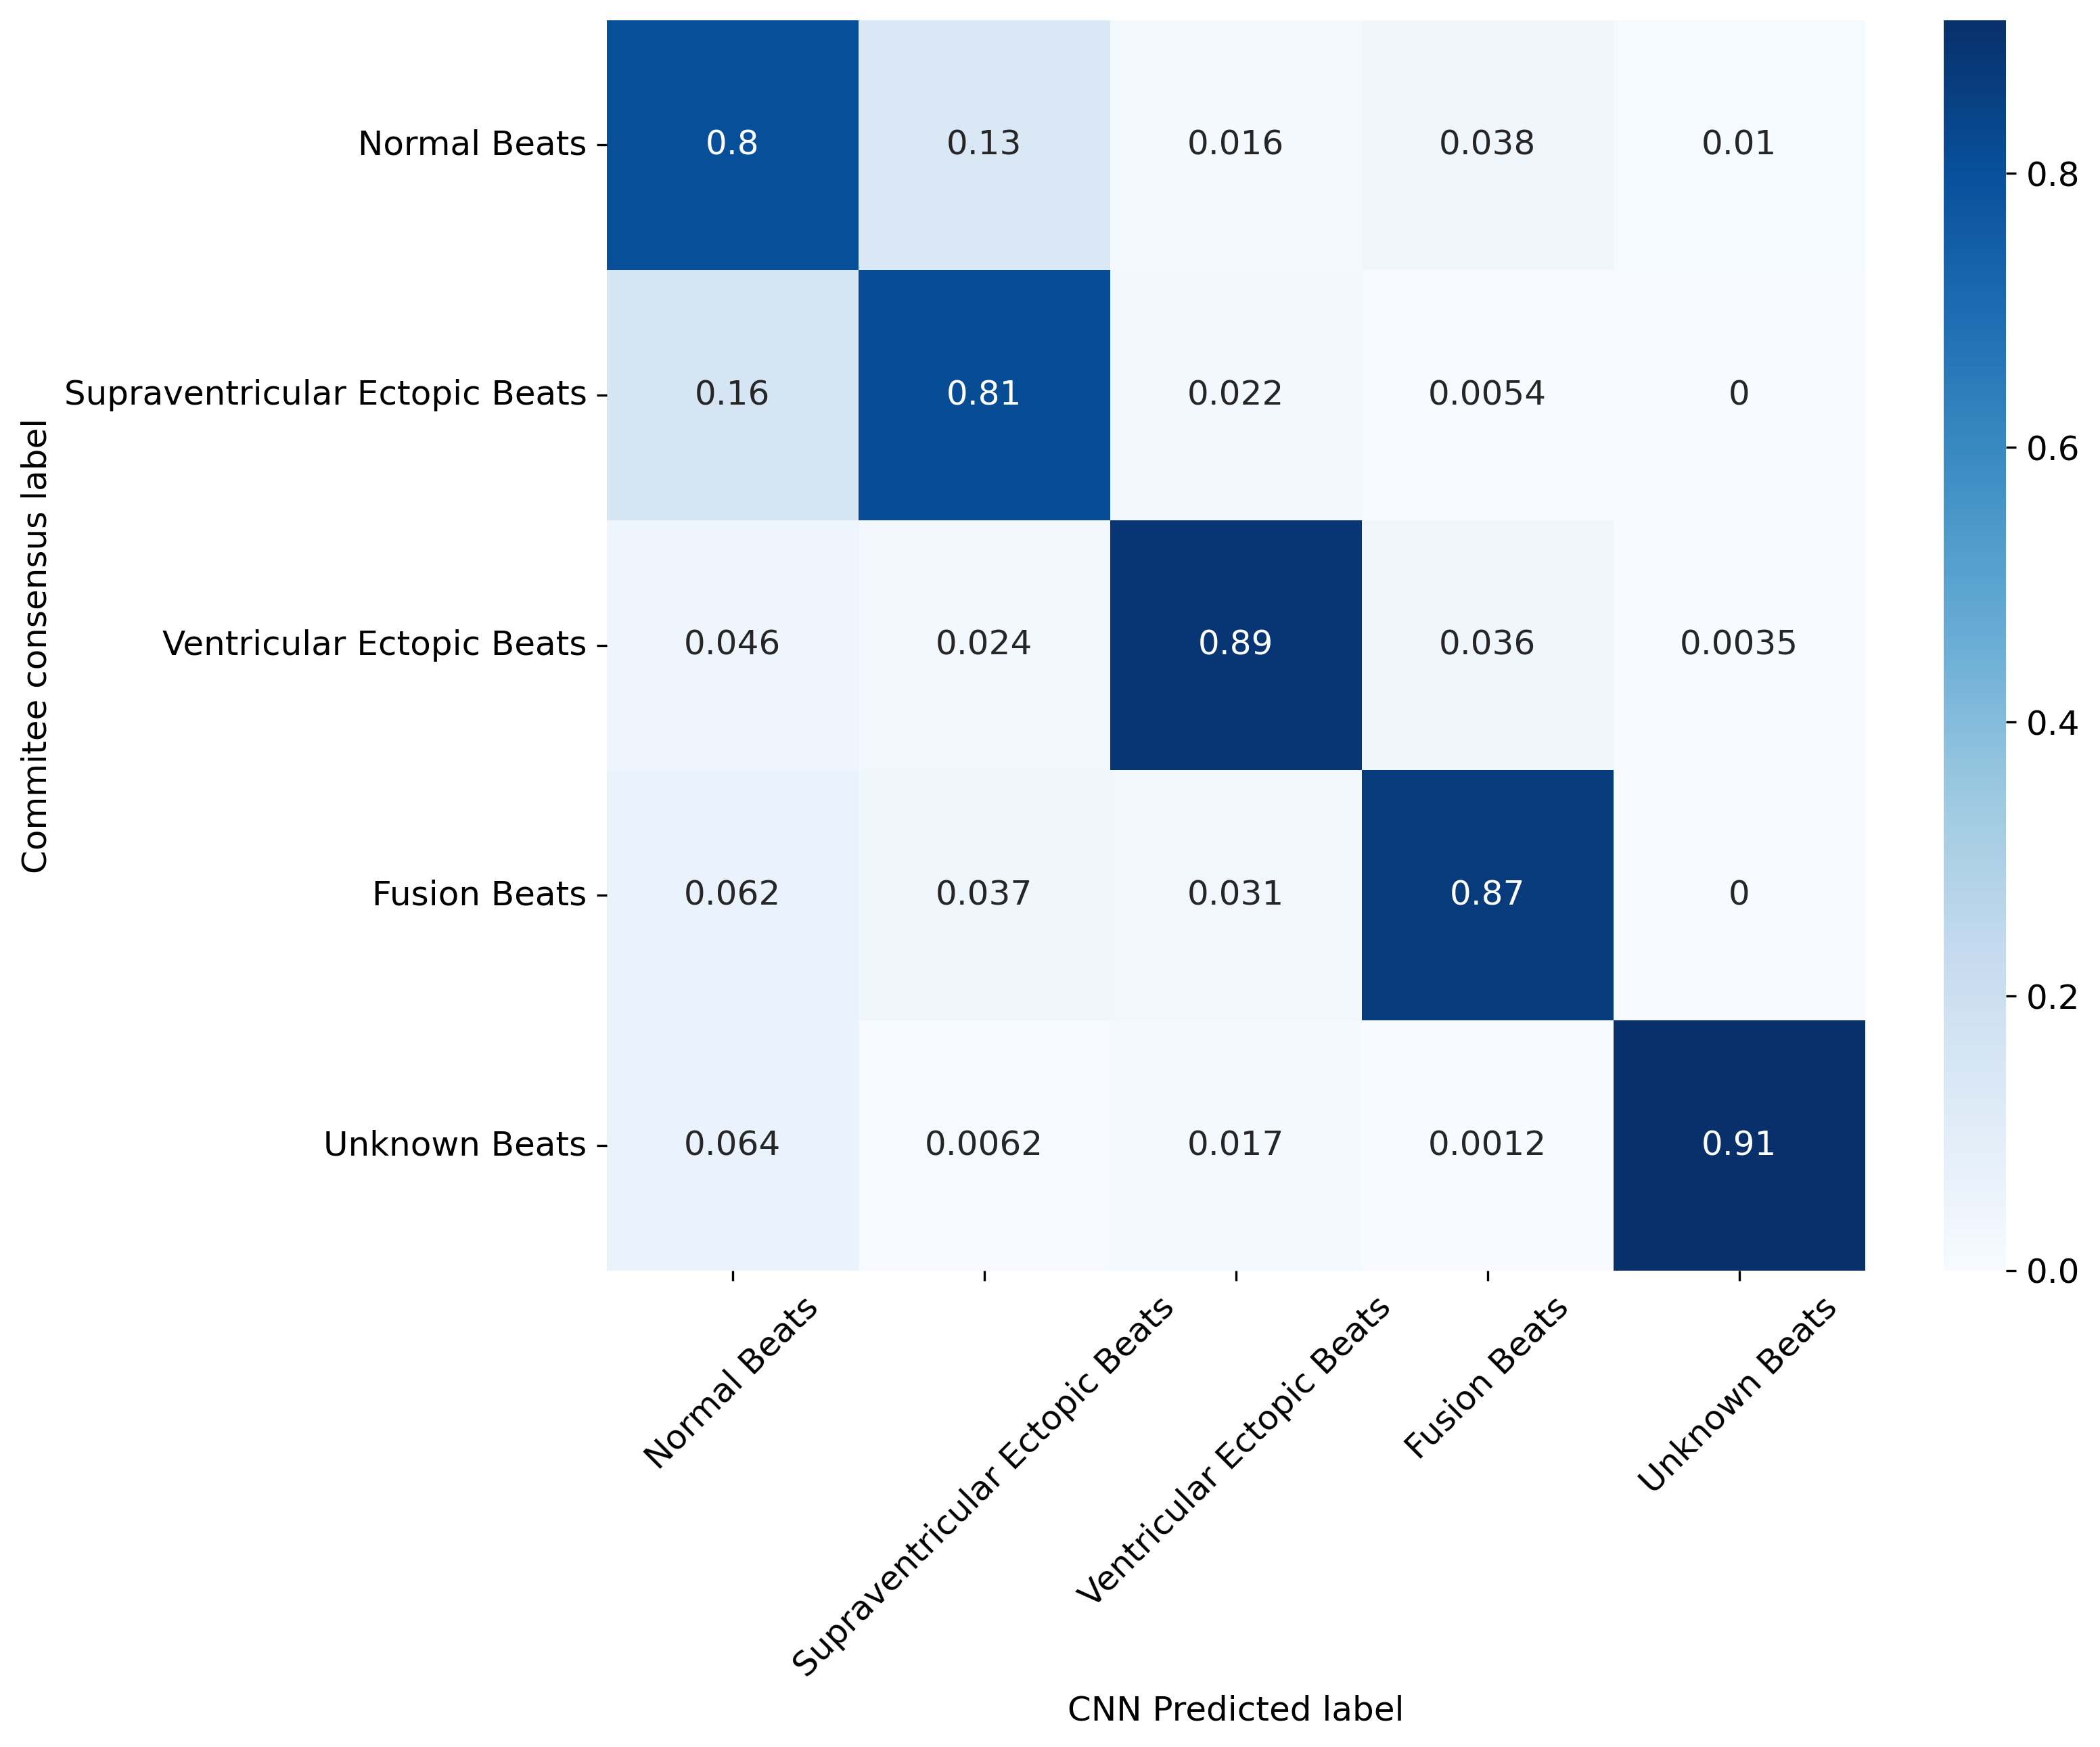 Commitee consensus label
Normal Beats 0.8 0.13 0.016 0.038 0.01
Supraventricular Ectopic Beats 0.16 0.81 0.022 0.0054 0
Ventricular Ectopic Beats 0.046 0.024 0.89 0.036 0.0035
Fusion Beats 0.062 0.037 0.031 0.87 0
Unknown Beats 0.064 0.0062 0.017 0.0012 0.91
Normal Beats
Supraventricular Ectopic Beats
Ventricular Ectopic Beats
Fusion Beats
Unknown Beats
CNN Predicted label
0.8
0.6
0.4
0.2
0.0